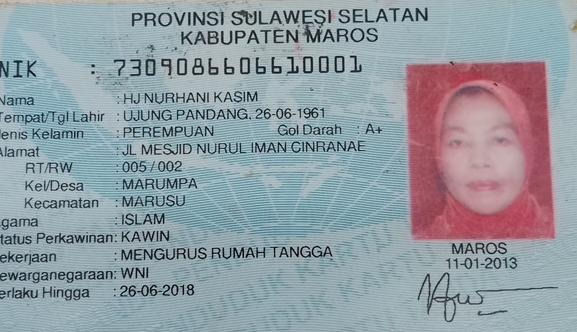 PROVINSI SULAWESI SELATAN
KABUPATEN MAROS
NIK : 7309086606610001
Nama : HJ NURHANI KASIM
Tempat/Tgl Lahir : UJUNG PANDANG, 26-06-1961
Jenis Kelamin : PEREMPUAN Gol Darah : A+
Alamat : JL MESJID NURUL IMAN CINRANAE
RT/RW : 005 / 002
Kel/Desa : MARUMPA
Kecamatan : MARUSU
Agama : ISLAM
Status Perkawinan: KAWIN
Pekerjaan : MENGURUS RUMAH TANGGA
Kewarganegaraan: WNI
Berlaku Hingga : 26-06-2018
MAROS
11-01-2013